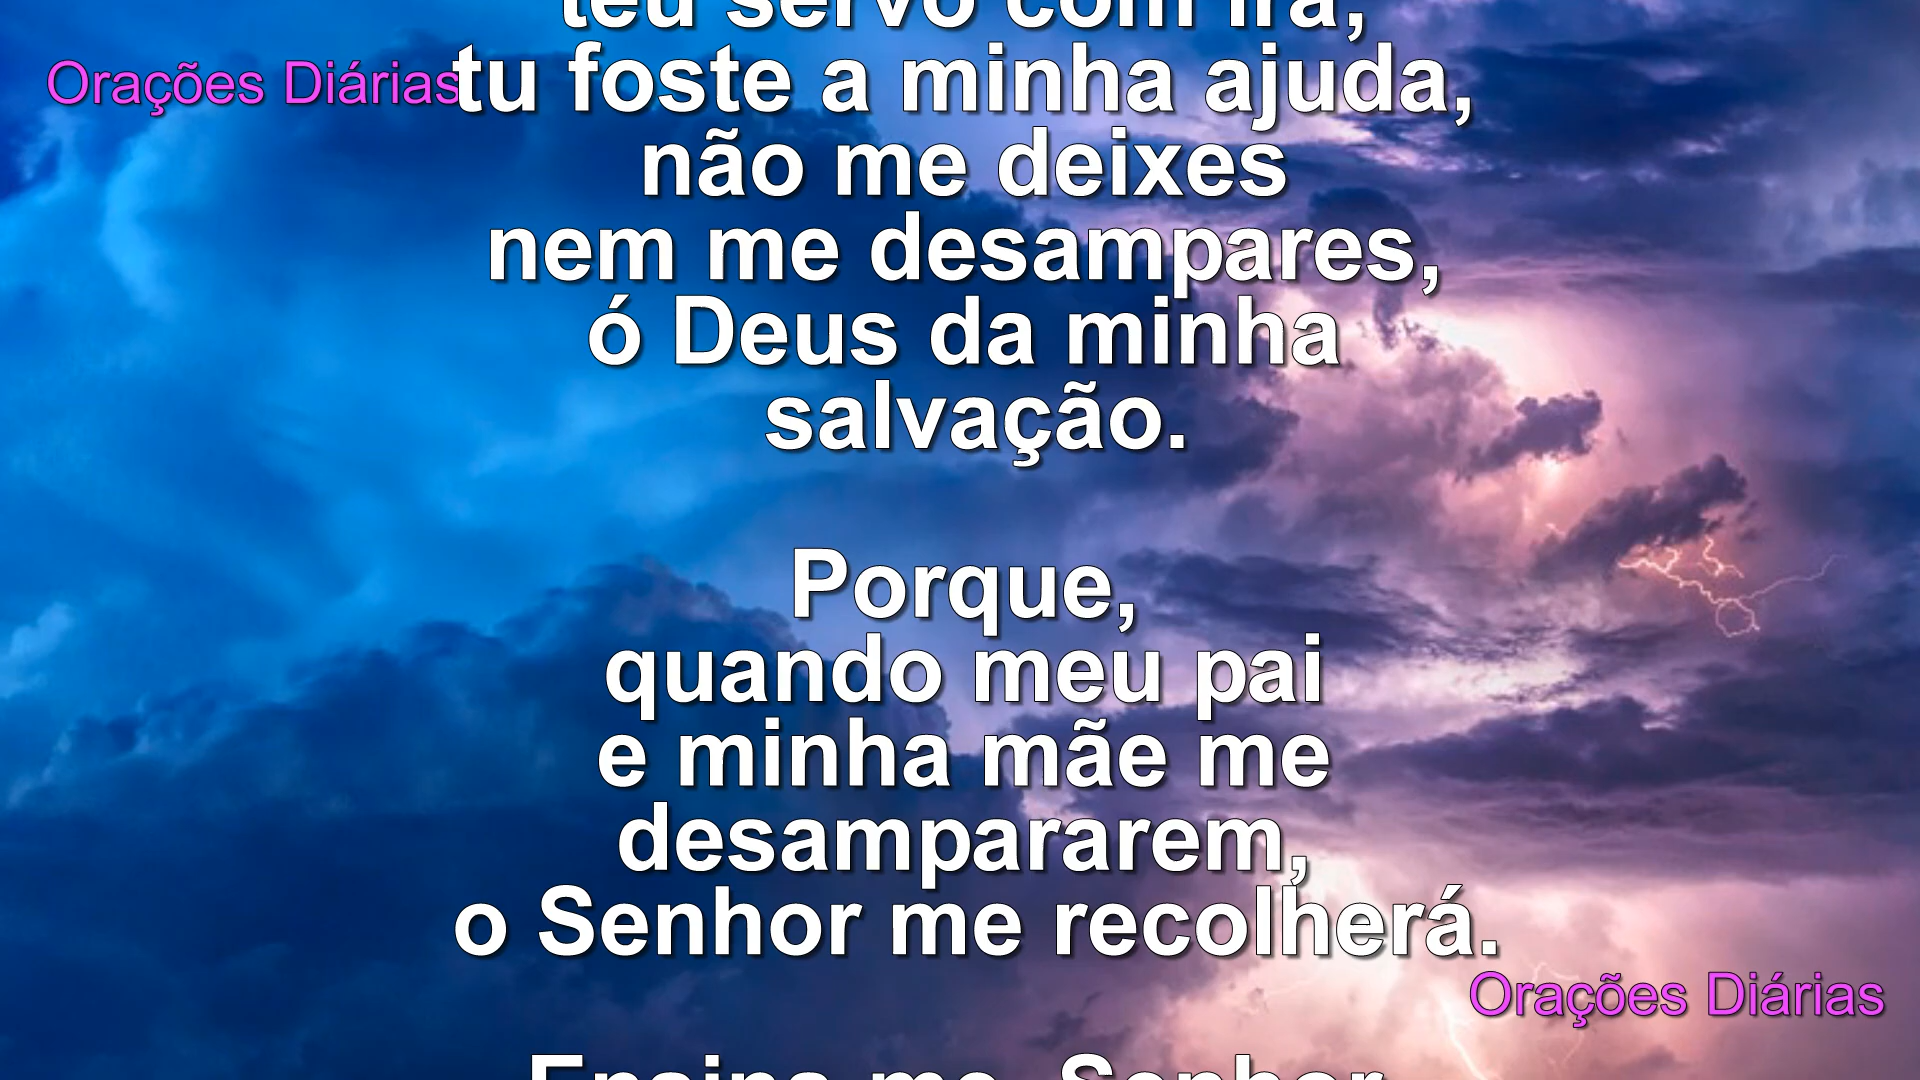 teu servo com ira,
Orações Diárias
tu foste a minha ajuda,
não me deixes
nem me desampares,
ó Deus da minha
salvação.
Porque,
quando meu pai
e minha mãe me
desampararem,
o Senhor me recolherá.
Orações Diárias
Ensina-me, Senhor,